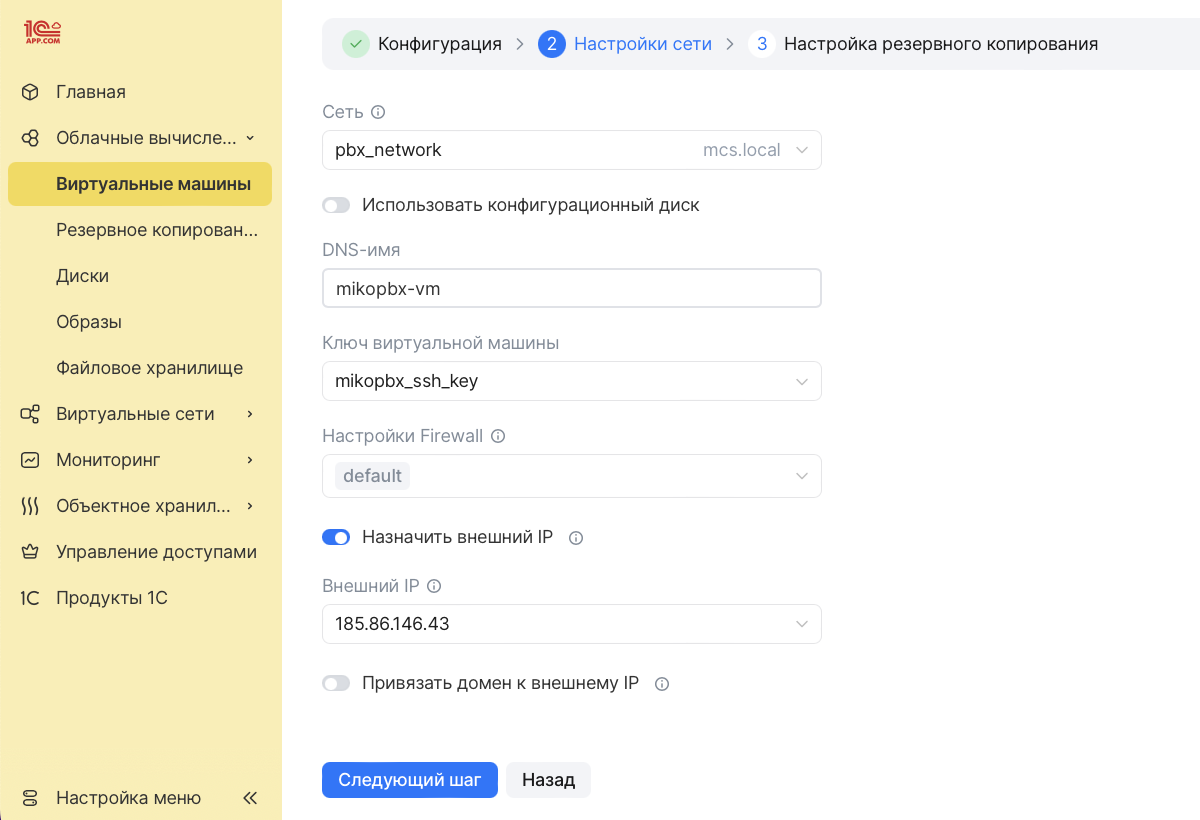 1C
APP.COM
Главная
Облачные вычисле...
Виртуальные машины
Резервное копирован...
Диски
Образы
Файловое хранилище
Виртуальные сети
Мониторинг
Объектное хранил...
Управление доступами
1С Продукты 1С
Настройка меню
Конфигурация
2 Настройки сети
3 Настройка резервного копирования
Сеть
pbx_network mcs.local
Использовать конфигурационный диск
DNS-имя
mikopbx-vm
Ключ виртуальной машины
mikopbx_ssh_key
Настройки Firewall
default
Назначить внешний IP
Внешний IP
185.86.146.43
Привязать домен к внешнему IP
Следующий шаг Назад